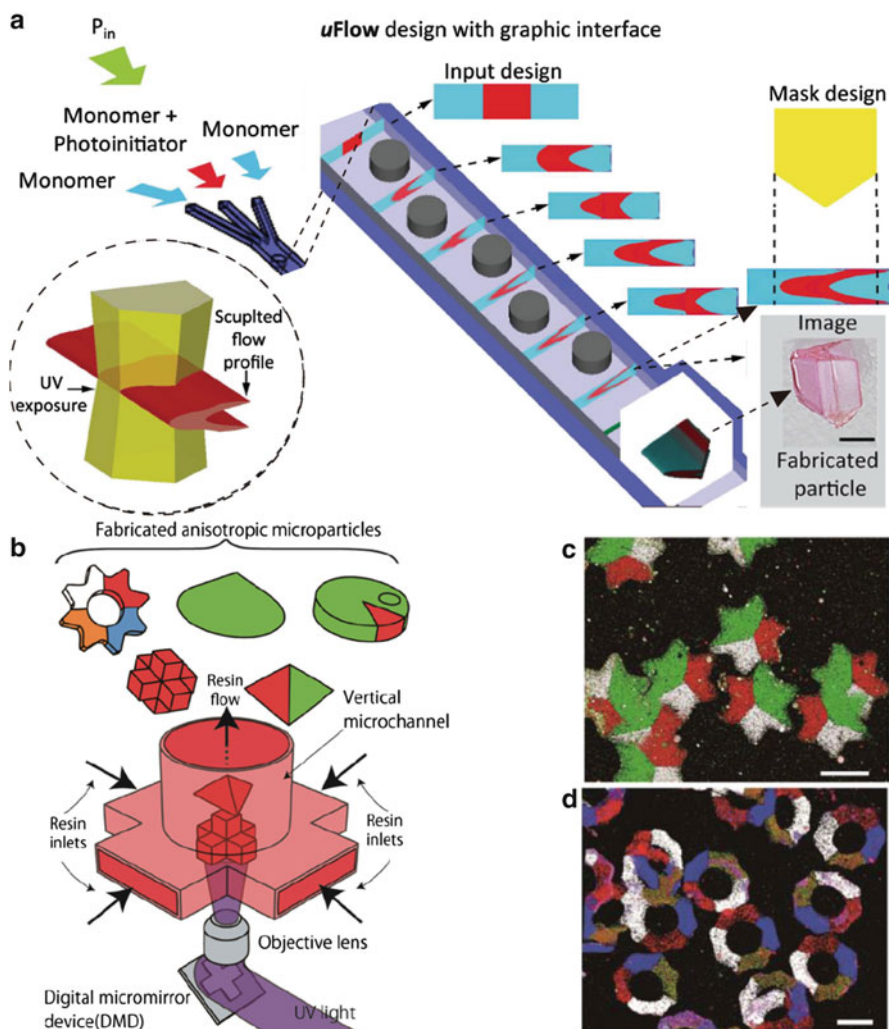 a
P_in
uFlow design with graphic interface
Input design
Mask design
Monomer +
Photoinitiator
Monomer
Monomer
Scuplted
flow
profile
UV
exposure
Image
Fabricated
particle
b
Fabricated anisotropic microparticles
Resin
flow
Vertical
microchannel
Resin
inlets
Resin
inlets
Objective lens
Digital micromirror
device(DMD)
UV light
c
d